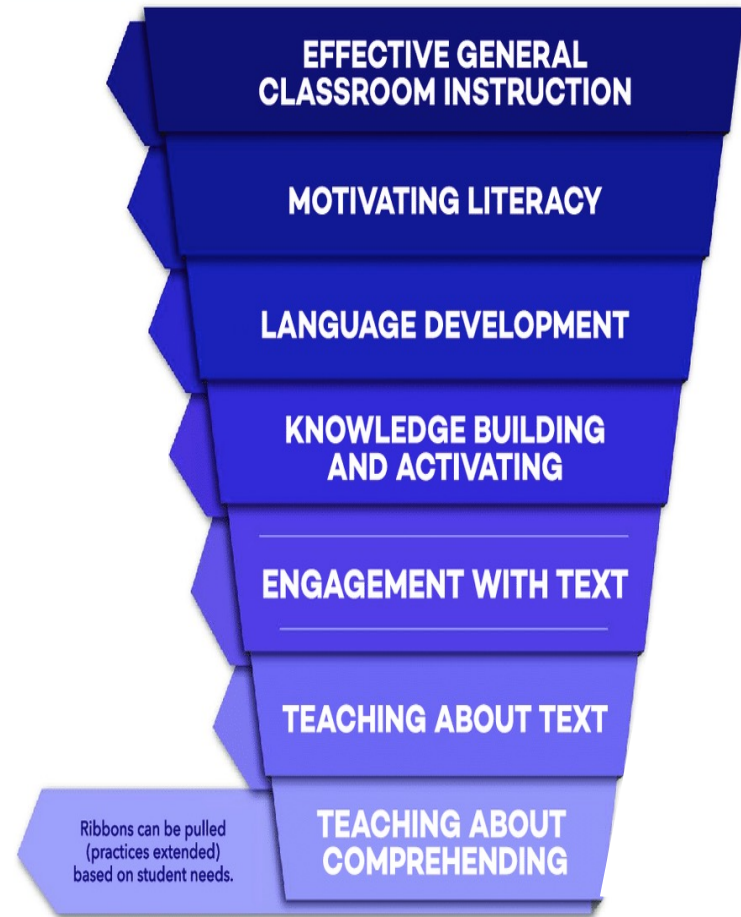 EFFECTIVE GENERAL
CLASSROOM INSTRUCTION
MOTIVATING LITERACY
LANGUAGE DEVELOPMENT
KNOWLEDGE BUILDING
AND ACTIVATING
ENGAGEMENT WITH TEXT
TEACHING ABOUT TEXT
Ribbons can be pulled
(practices extended)
based on student needs.
TEACHING ABOUT
COMPREHENDING